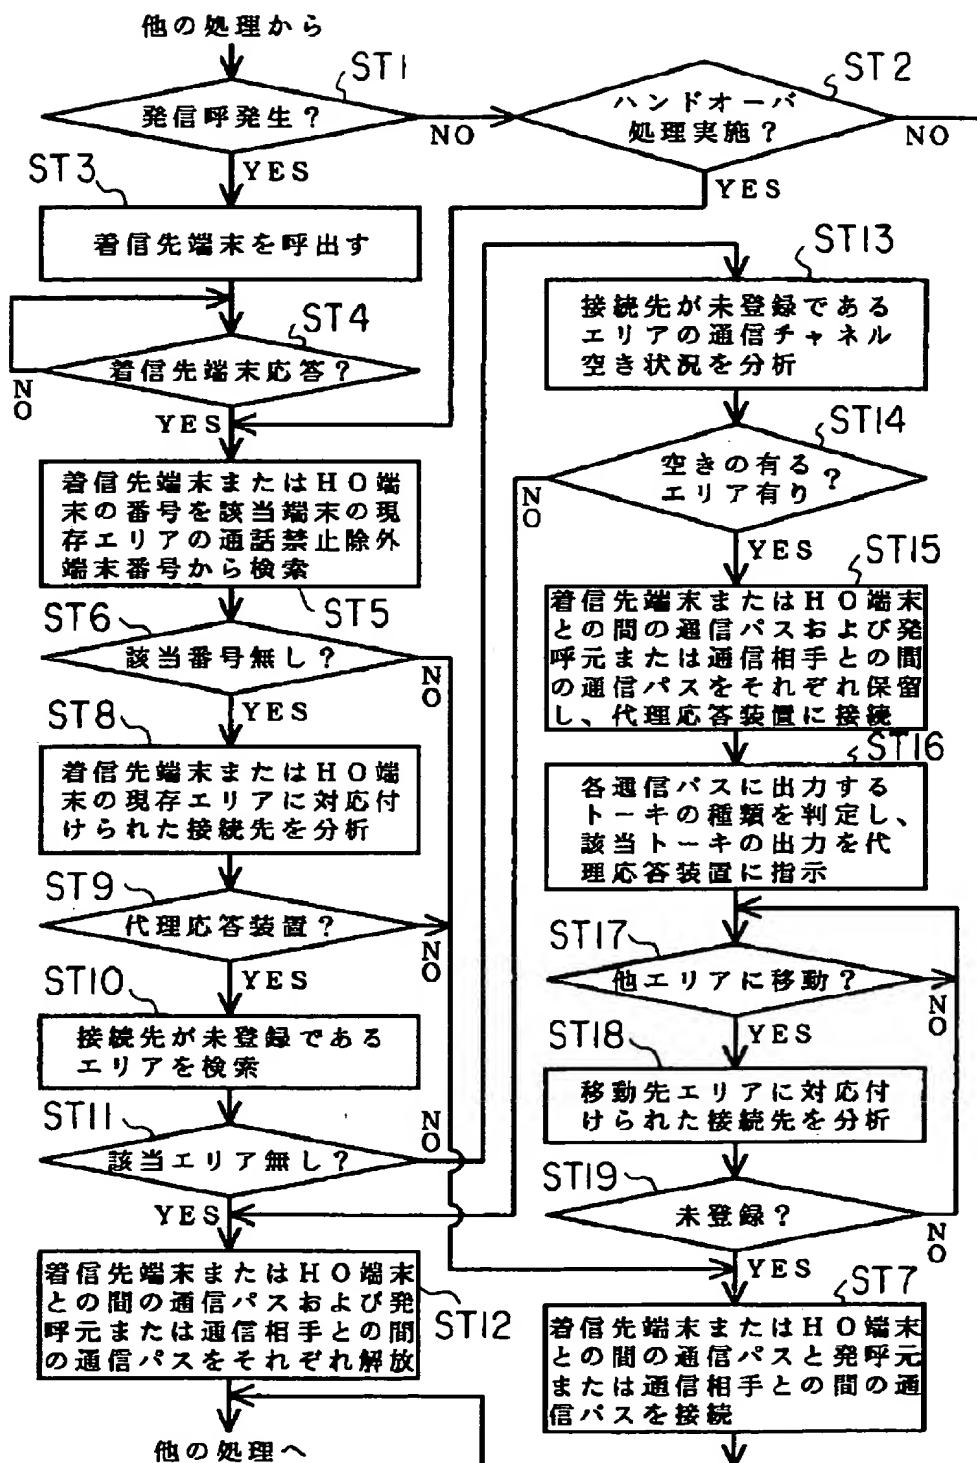 他の処理から
ST1
発信呼発生？
NO
YES
ST2
ハンドオーバ
処理実施？
NO
YES
ST3
着信先端末を呼出す
ST4
着信先端末応答？
NO
YES
着信先端末またはHO端
末の番号を該当端末の現
存エリアの通話禁止除外
端末番号から検索
ST5
ST6
該当番号無し？
NO
YES
ST8
着信先端末またはHO端
末の現存エリアに対応付
けられた接続先を分析
ST9
代理応答装置？
NO
YES
ST10
接続先が未登録である
エリアを検索
ST11
該当エリア無し？
NO
YES
着信先端末またはHO端末
との間の通信パスおよび発
呼元または通信相手との間
の通信パスをそれぞれ解放
ST12
他の処理へ
ST13
接続先が未登録である
エリアの通信チャネル
空き状況を分析
ST14
空きの有る
エリア有り？
NO
YES
ST15
着信先端末またはHO端末
との間の通信パスおよび発
呼元または通信相手との間
の通信パスをそれぞれ保留
し、代理応答装置に接続
ST16
各通信パスに出力する
トーキの種類を判定し、
該当トーキの出力を代
理応答装置に指示
ST17
他エリアに移動？
NO
YES
ST18
移動先エリアに対応付
けられた接続先を分析
ST19
未登録？
NO
YES
ST7
着信先端末またはHO端末
との間の通信パスと発呼元
または通信相手との間の通
信パスを接続